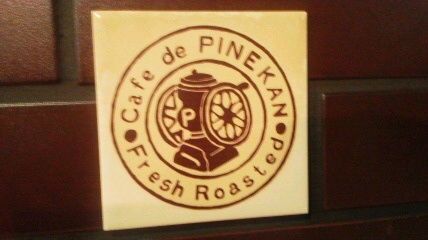 Cafe de PINEKAN
Fresh Roasted
P